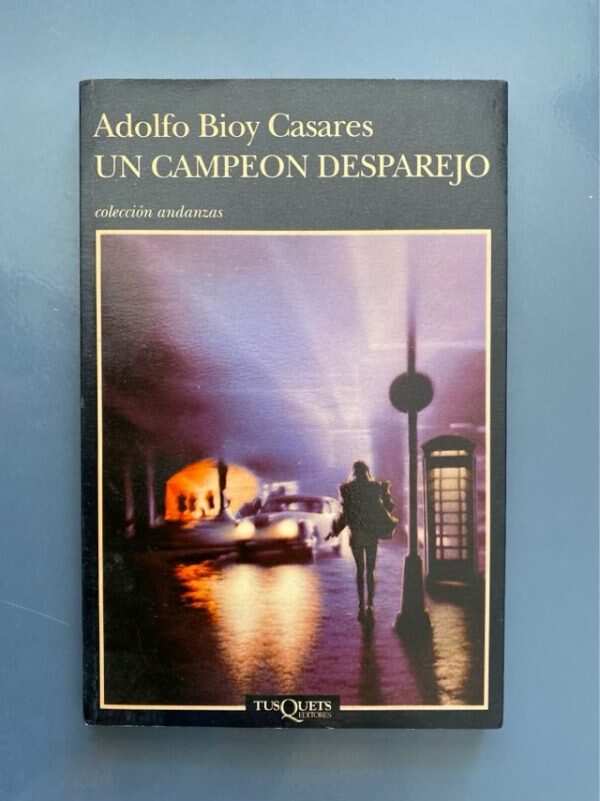 Adolfo Bioy Casares
UN CAMPEON DESPAREJO
colección andanzas
TUSQUETS
EDITORES